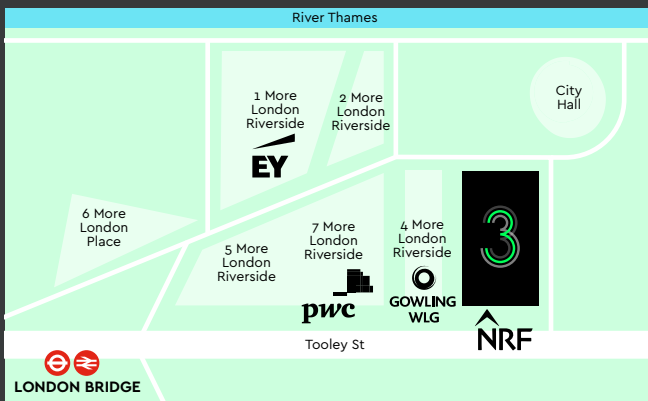 River Thames
1 More
London
Riverside
EY
2 More
London
Riverside
City
Hall
6 More
London
Place
5 More
London
Riverside
7 More
London
Riverside
pwc
4 More
London
Riverside
GOWLING
WLG
3
NRF
Tooley St
LONDON BRIDGE